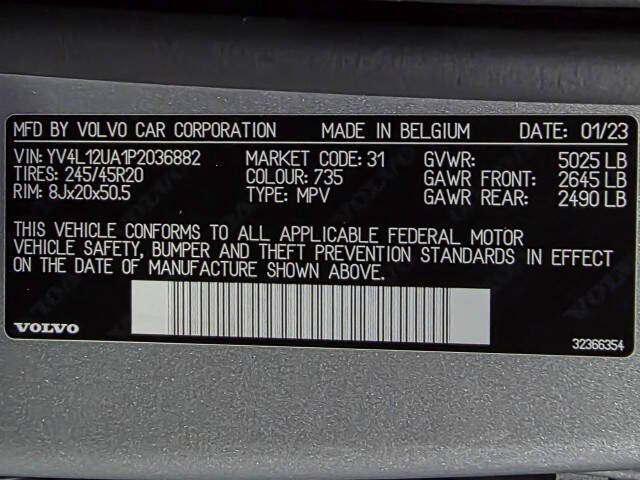 MFD BY VOLVO CAR CORPORATION MADE IN BELGIUM DATE: 01/23
VIN: YV4L12UA1P2036882 MARKET CODE: 31 GVWR: 5025 LB
TIRES: 245/45R20 COLOUR: 735 GAWR FRONT: 2645 LB
RIM: 8Jx20x50.5 TYPE: MPV GAWR REAR: 2490 LB
THIS VEHICLE CONFORMS TO ALL APPLICABLE FEDERAL MOTOR
VEHICLE SAFETY, BUMPER AND THEFT PREVENTION STANDARDS IN EFFECT
ON THE DATE OF MANUFACTURE SHOWN ABOVE.
VOLVO
32366354